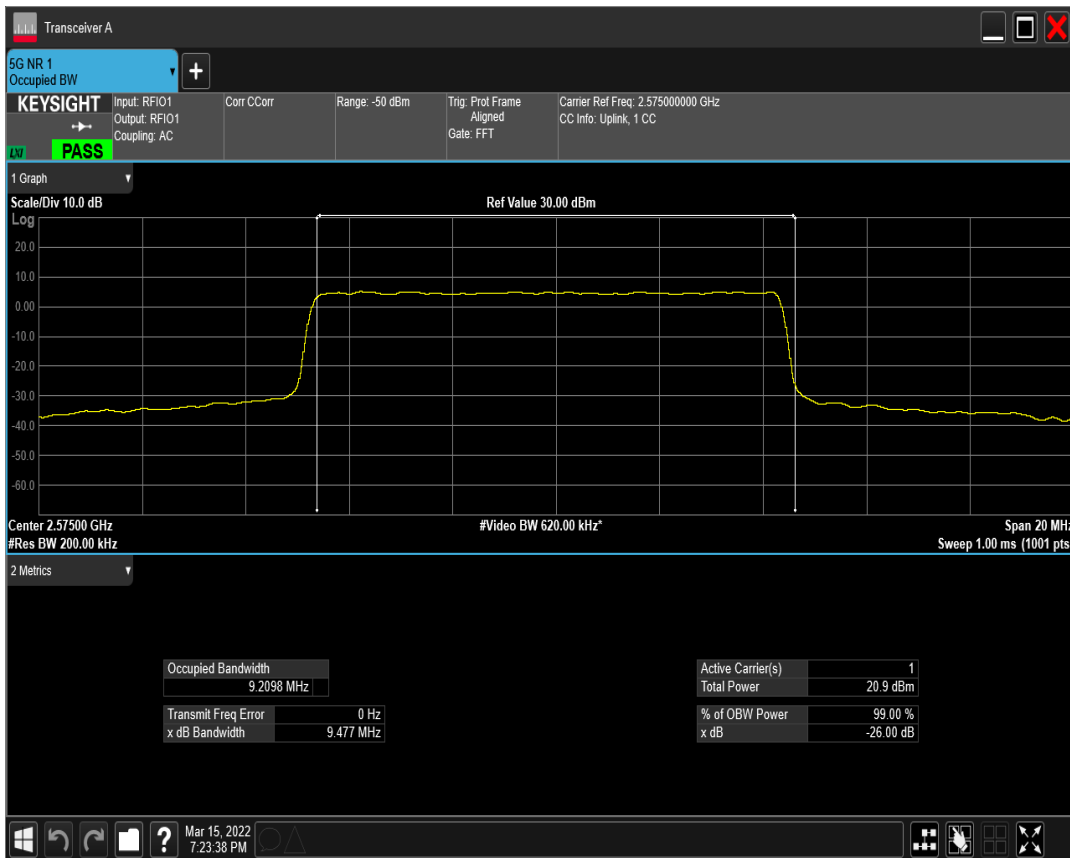 Transceiver A
5G NR 1
Occupied BW
KEYSIGHT
LXI
PASS
Input: RFIO1
Output: RFIO1
Coupling: AC
Corr CCorr
Range: -50 dBm
Trig: Prot Frame
Aligned
Gate: FFT
Carrier Ref Freq: 2.575000000 GHz
CC Info: Uplink, 1 CC
1 Graph
Scale/Div 10.0 dB
Ref Value 30.00 dBm
Log
20.0
10.0
0.00
-10.0
-20.0
-30.0
-40.0
-50.0
-60.0
Center 2.57500 GHz
#Video BW 620.00 kHz*
Span 20 MHz
#Res BW 200.00 kHz
Sweep 1.00 ms (1001 pts
2 Metrics
Occupied Bandwidth
9.2098 MHz
Transmit Freq Error 0 Hz
x dB Bandwidth 9.477 MHz
Active Carrier(s) 1
Total Power 20.9 dBm
% of OBW Power 99.00 %
x dB -26.00 dB
?
Mar 15, 2022
7:23:38 PM